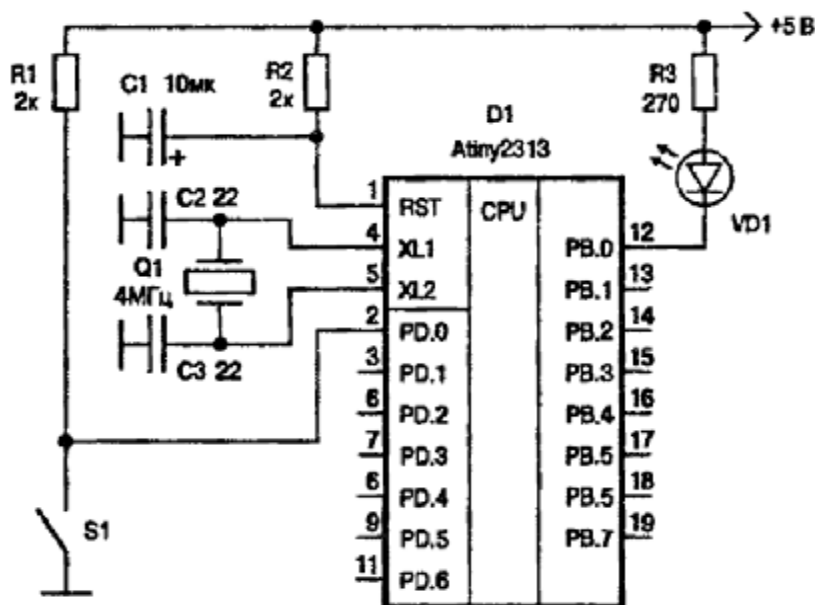 +5 В
R1
2к
C1 10мк
R2
2к
R3
270
D1
Atiny2313
VD1
C2 22
Q1
4МГц
C3 22
S1
1 RST
CPU
4 XL1
5 XL2
2 PD.0
3 PD.1
6 PD.2
7 PD.3
6 PD.4
9 PD.5
11 PD.6
PB.0 12
PB.1 13
PB.2 14
PB.3 15
PB.4 16
PB.5 17
PB.5 18
PB.7 19